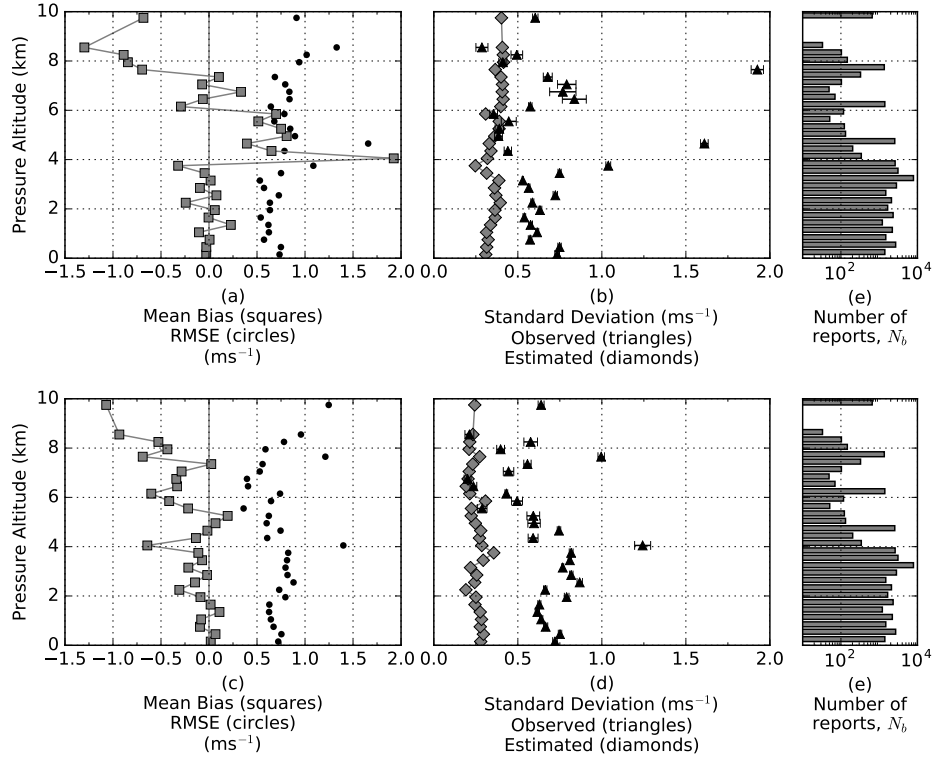 Pressure Altitude (km)
10
8
6
4
2
0
−1.5 −1.0 −0.5 0.0 0.5 1.0 1.5 2.0
(a)
Mean Bias (squares)
RMSE (circles)
(ms⁻¹)
0.0 0.5 1.0 1.5 2.0
(b)
Standard Deviation (ms⁻¹)
Observed (triangles)
Estimated (diamonds)
10² 10⁴
(e)
Number of
reports, N_b
Pressure Altitude (km)
10
8
6
4
2
0
−1.5 −1.0 −0.5 0.0 0.5 1.0 1.5 2.0
(c)
Mean Bias (squares)
RMSE (circles)
(ms⁻¹)
0.0 0.5 1.0 1.5 2.0
(d)
Standard Deviation (ms⁻¹)
Observed (triangles)
Estimated (diamonds)
10² 10⁴
(e)
Number of
reports, N_b